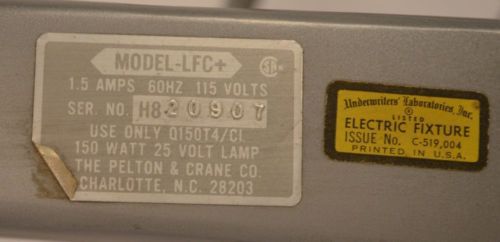 MODEL-LFC+
1.5 AMPS 60HZ 115 VOLTS
SER. NO. H820907
USE ONLY Q150T4/CL
150 WATT 25 VOLT LAMP
THE PELTON & CRANE CO.
CHARLOTTE, N.C. 28203
Underwriters' Laboratories, Inc.
LISTED
ELECTRIC FIXTURE
ISSUE No. C-519,004
PRINTED IN U.S.A.